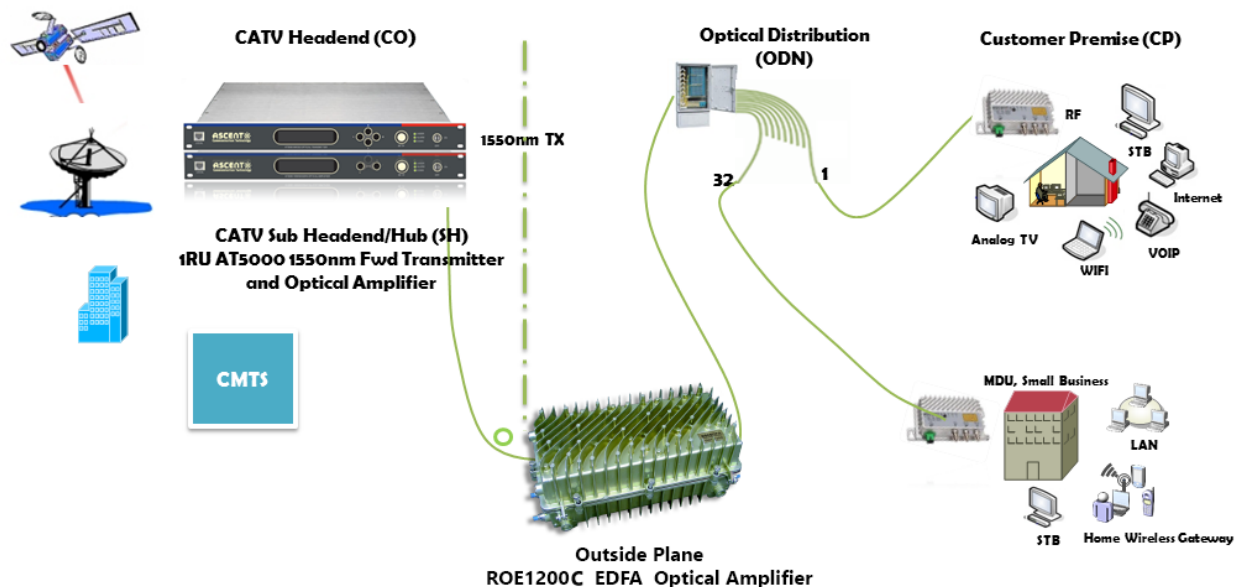 CATV Headend (CO)
Optical Distribution
(ODN)
Customer Premise (CP)
ASCENT
ASCENT
1550nm TX
RF
STB
32
1
Internet
Analog TV
WIFI
VOIP
CATV Sub Headend/Hub (SH)
1RU AT5000 1550nm Fwd Transmitter
and Optical Amplifier
CMTS
MDU, Small Business
LAN
STB
Home Wireless Gateway
Outside Plane
ROE1200C EDFA Optical Amplifier